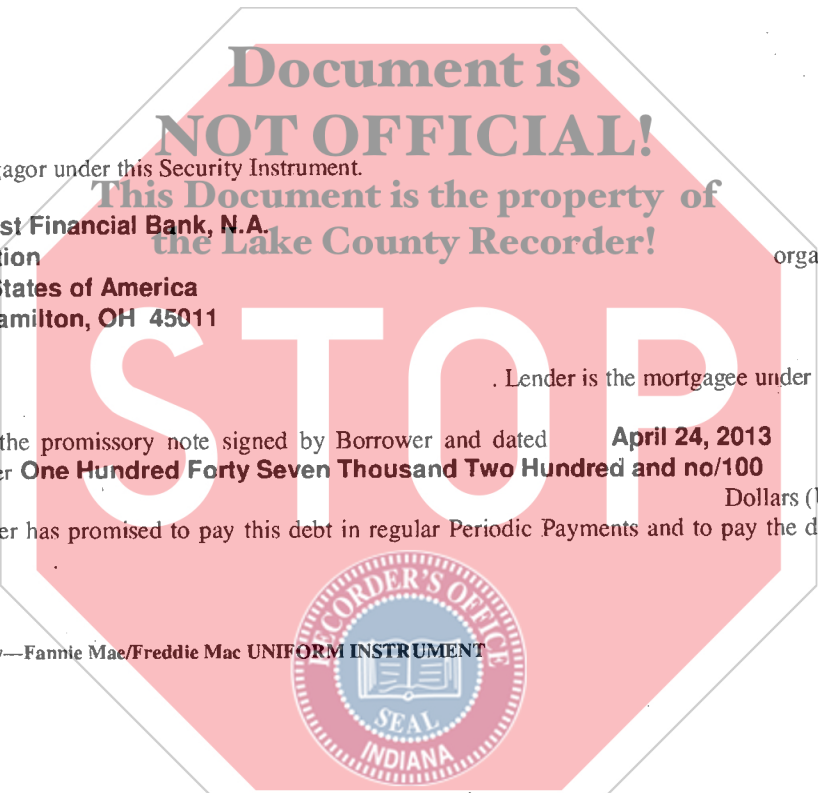 Document is
NOT OFFICIAL!
agor under this Security Instrument.
This Document is the property of
st Financial Bank, N.A.
the Lake County Recorder!
tion orga
States of America
amilton, OH 45011
STOP
. Lender is the mortgagee under
the promissory note signed by Borrower and dated April 24, 2013
er One Hundred Forty Seven Thousand Two Hundred and no/100
Dollars (
er has promised to pay this debt in regular Periodic Payments and to pay the d
.
RECORDER'S OFFICE
y—Fannie Mae/Freddie Mac UNIFORM INSTRUMENT
SEAL
INDIANA